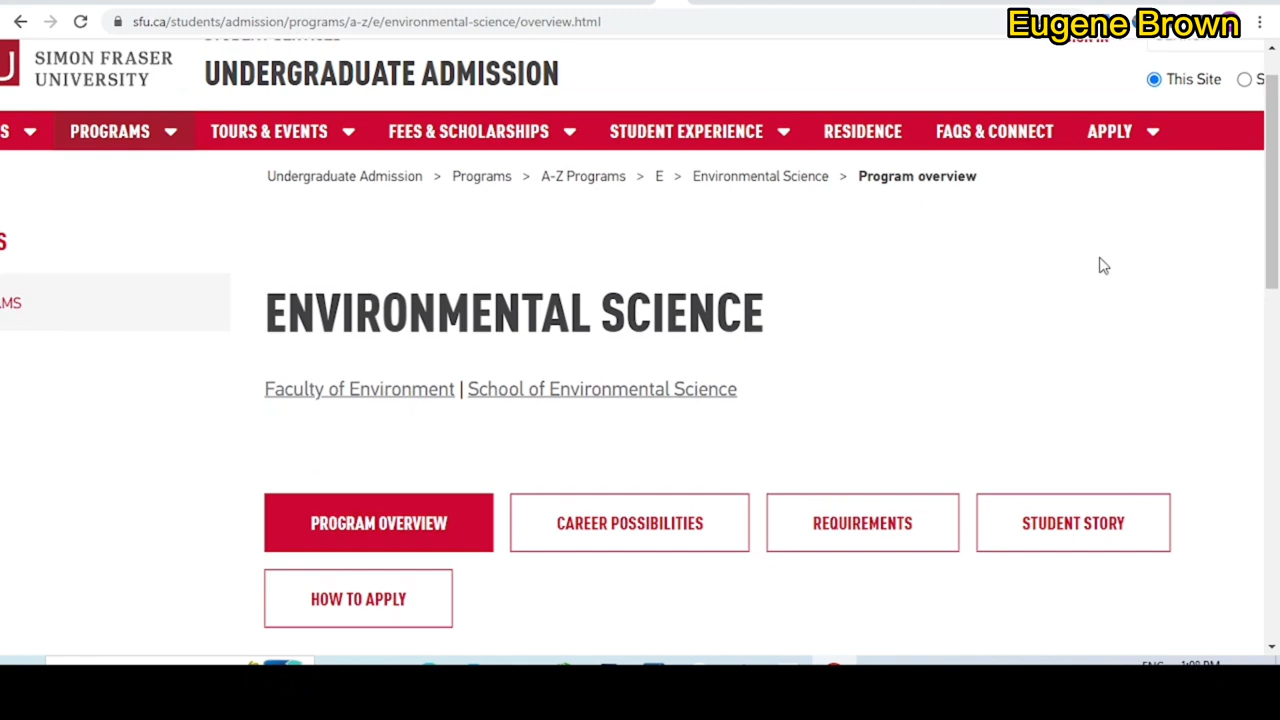 sfu.ca/students/admission/programs/a-z/e/environmental-science/overview.html
Eugene Brown
SIMON FRASER
UNIVERSITY
UNDERGRADUATE ADMISSION
This Site
S
S
PROGRAMS
TOURS & EVENTS
FEES & SCHOLARSHIPS
STUDENT EXPERIENCE
RESIDENCE
FAQS & CONNECT
APPLY
Undergraduate Admission > Programs > A-Z Programs > E > Environmental Science > Program overview
S
AMS
ENVIRONMENTAL SCIENCE
Faculty of Environment | School of Environmental Science
PROGRAM OVERVIEW
CAREER POSSIBILITIES
REQUIREMENTS
STUDENT STORY
HOW TO APPLY